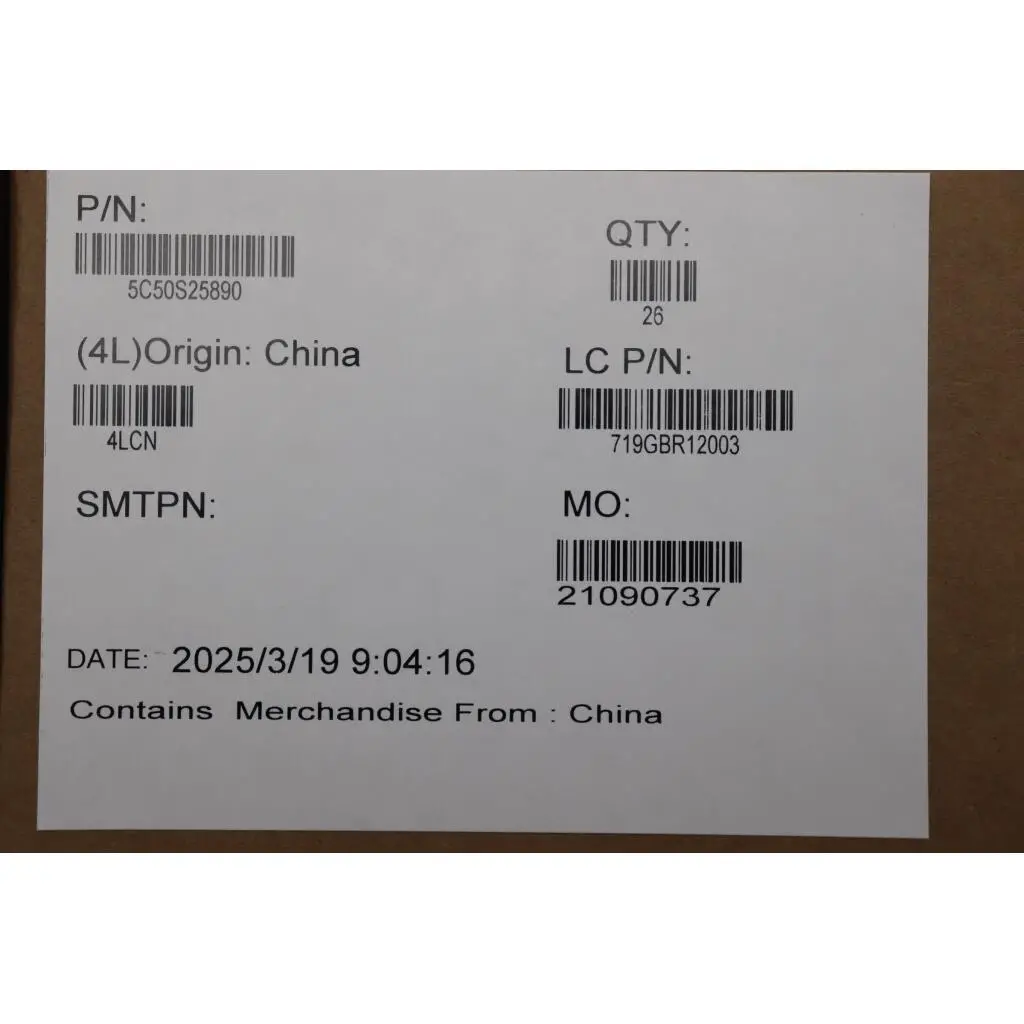 P/N:
5C50S25890
QTY:
26
(4L)Origin: China
4LCN
LC P/N:
719GBR12003
SMTPN:
MO:
21090737
DATE: 2025/3/19 9:04:16
Contains Merchandise From : China